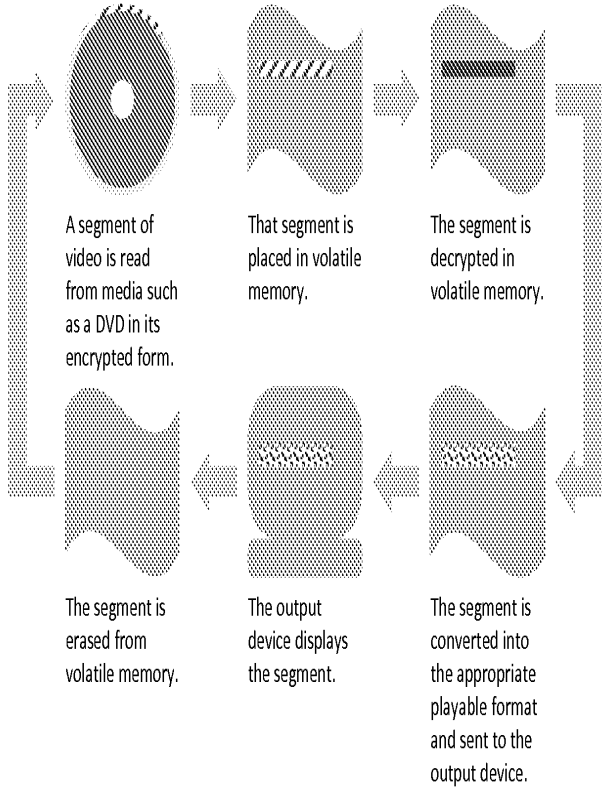 A segment of
video is read
from media such
as a DVD in its
encrypted form.
That segment is
placed in volatile
memory.
The segment is
decrypted in
volatile memory.
The segment is
erased from
volatile memory.
The output
device displays
the segment.
The segment is
converted into
the appropriate
playable format
and sent to the
output device.